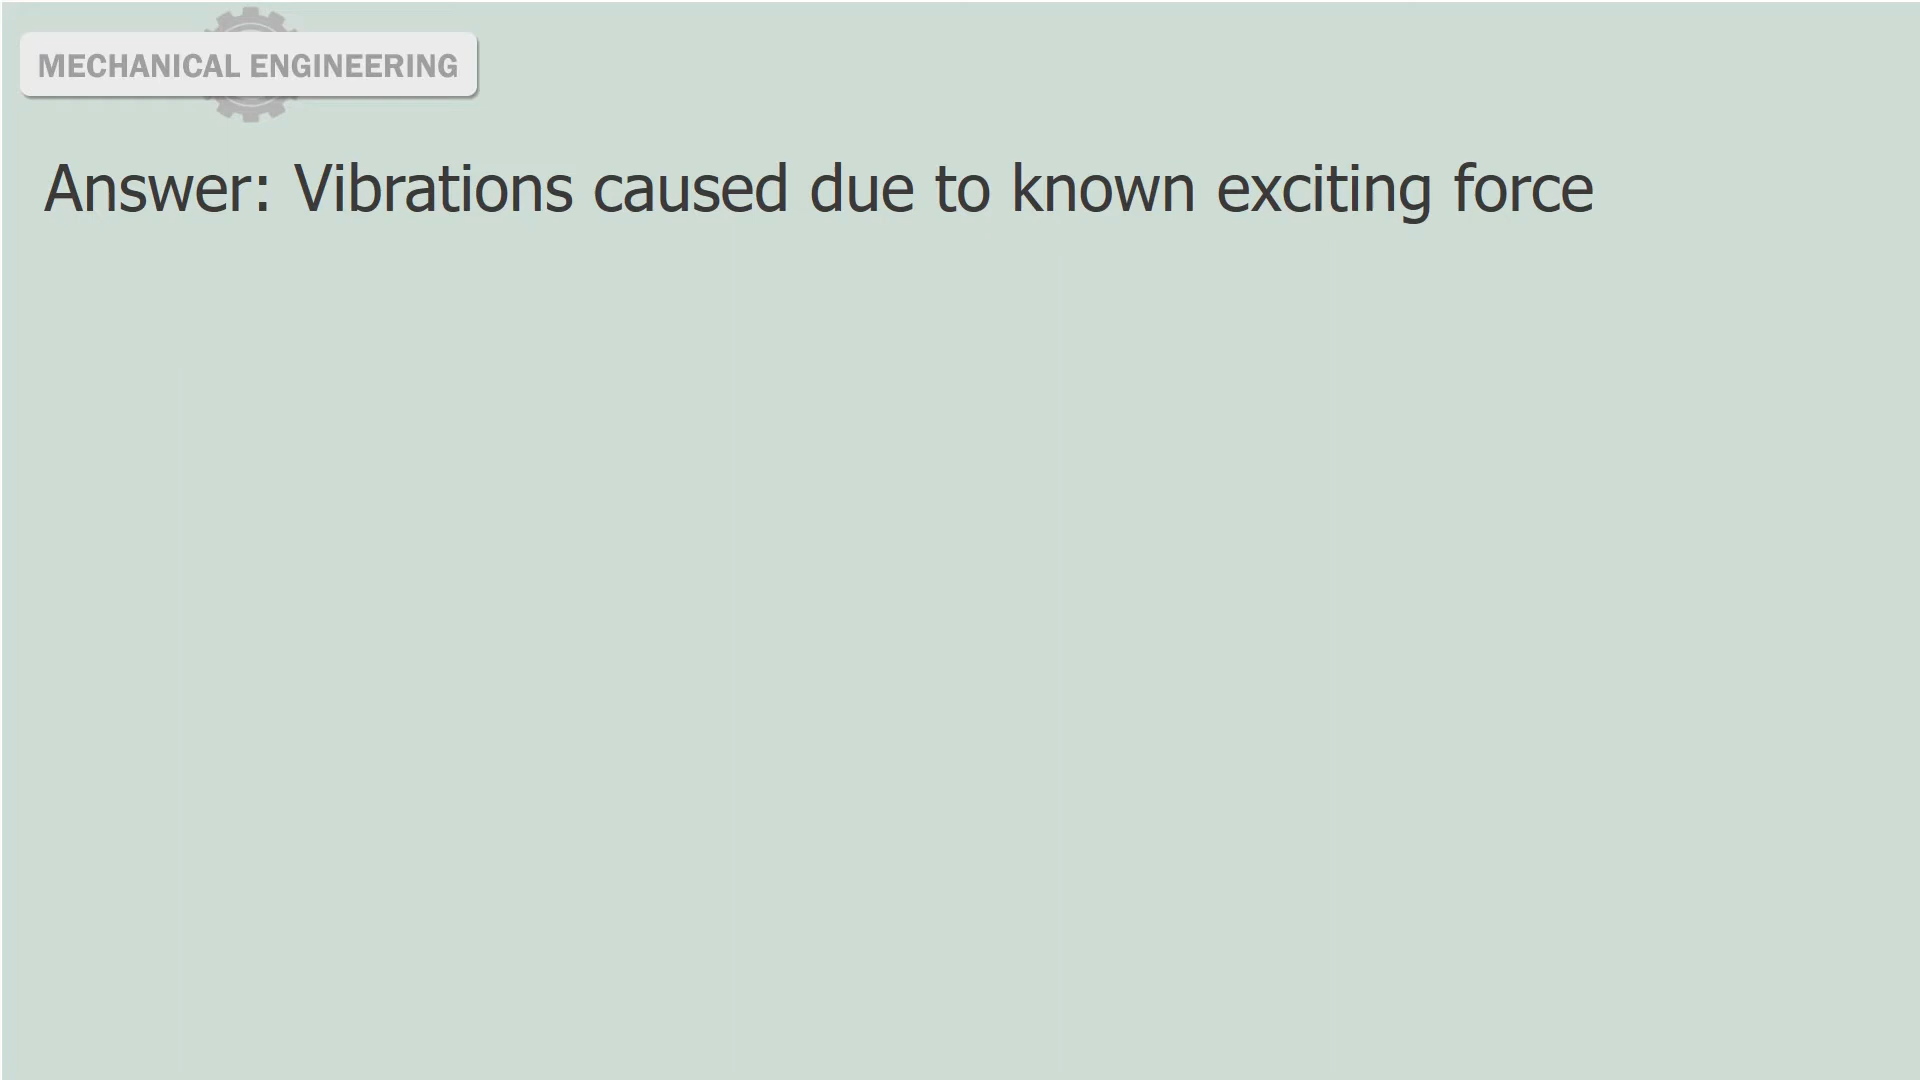 MECHANICAL ENGINEERING
Answer: Vibrations caused due to known exciting force